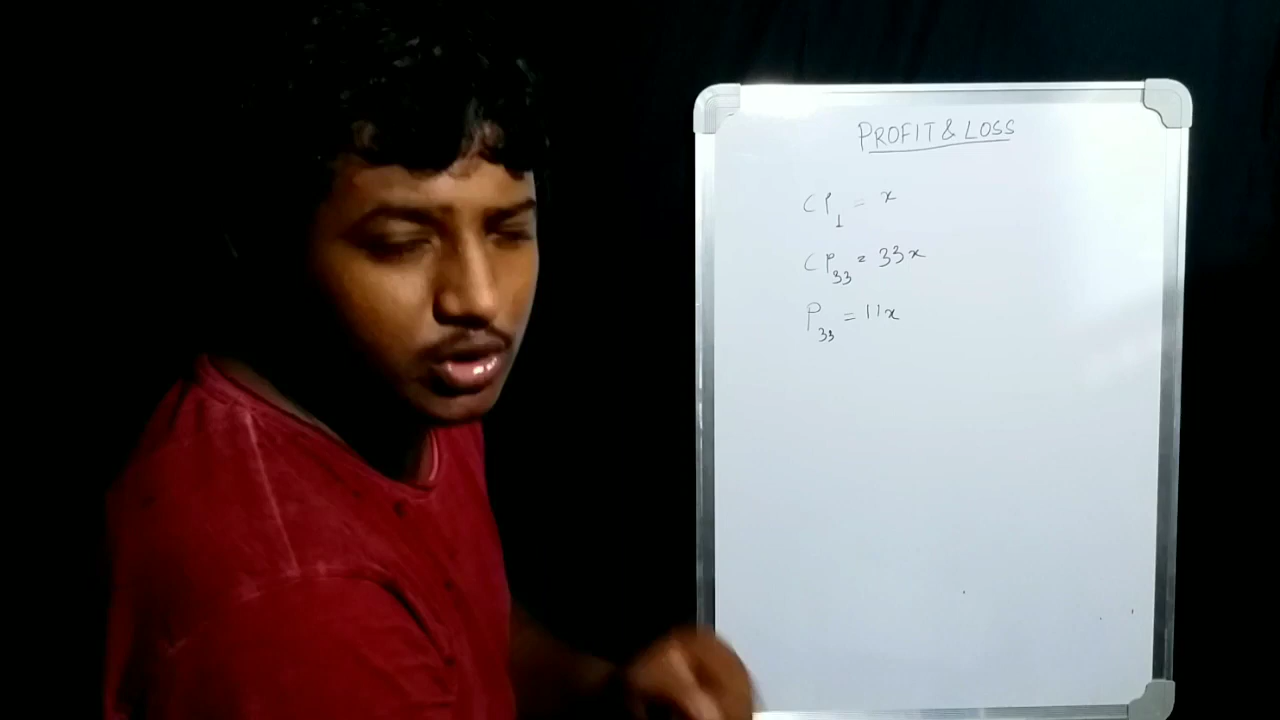 PROFIT & LOSS
CP₁ = x
CP₃₃ = 33x
P₃₃ = 11x